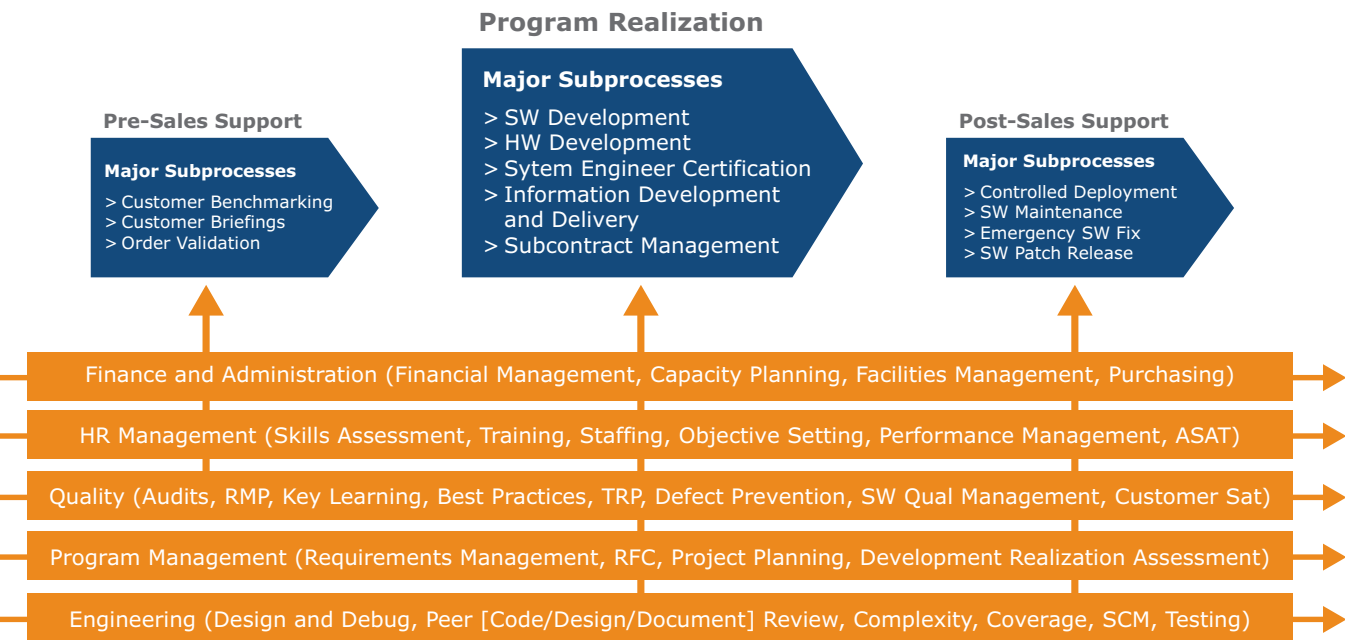 Program Realization
Major Subprocesses
> SW Development
> HW Development
> Sytem Engineer Certification
> Information Development
and Delivery
> Subcontract Management
Pre-Sales Support
Major Subprocesses
> Customer Benchmarking
> Customer Briefings
> Order Validation
Post-Sales Support
Major Subprocesses
> Controlled Deployment
> SW Maintenance
> Emergency SW Fix
> SW Patch Release
Finance and Administration (Financial Management, Capacity Planning, Facilities Management, Purchasing)
HR Management (Skills Assessment, Training, Staffing, Objective Setting, Performance Management, ASAT)
Quality (Audits, RMP, Key Learning, Best Practices, TRP, Defect Prevention, SW Qual Management, Customer Sat)
Program Management (Requirements Management, RFC, Project Planning, Development Realization Assessment)
Engineering (Design and Debug, Peer [Code/Design/Document] Review, Complexity, Coverage, SCM, Testing)